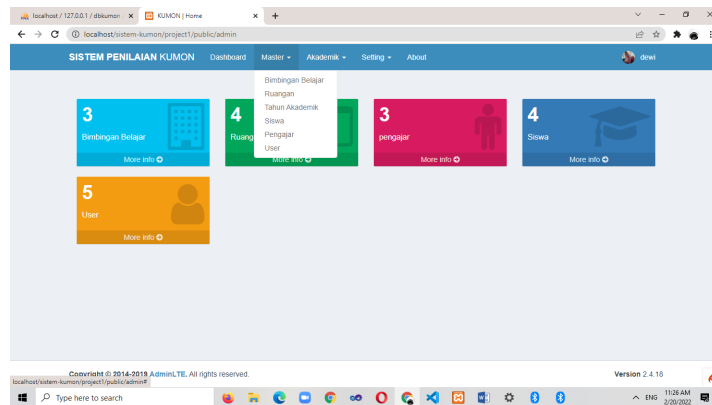 localhost / 127.0.0.1 / dbkumon
KUMON | Home
localhost/sistem-kumon/project1/public/admin
SISTEM PENILAIAN KUMON Dashboard Master Akademik Setting About dewi
Bimbingan Belajar
Ruangan
Tahun Akademik
Siswa
Pengajar
User
3
Bimbingan Belajar
More info
4
Ruang
More info
3
pengajar
More info
4
Siswa
More info
5
User
More info
Copyright © 2014-2019 AdminLTE. All rights reserved.
Version 2.4.18
localhost/sistem-kumon/project1/public/admin#
Type here to search
ENG
11:26 AM
2/20/2022